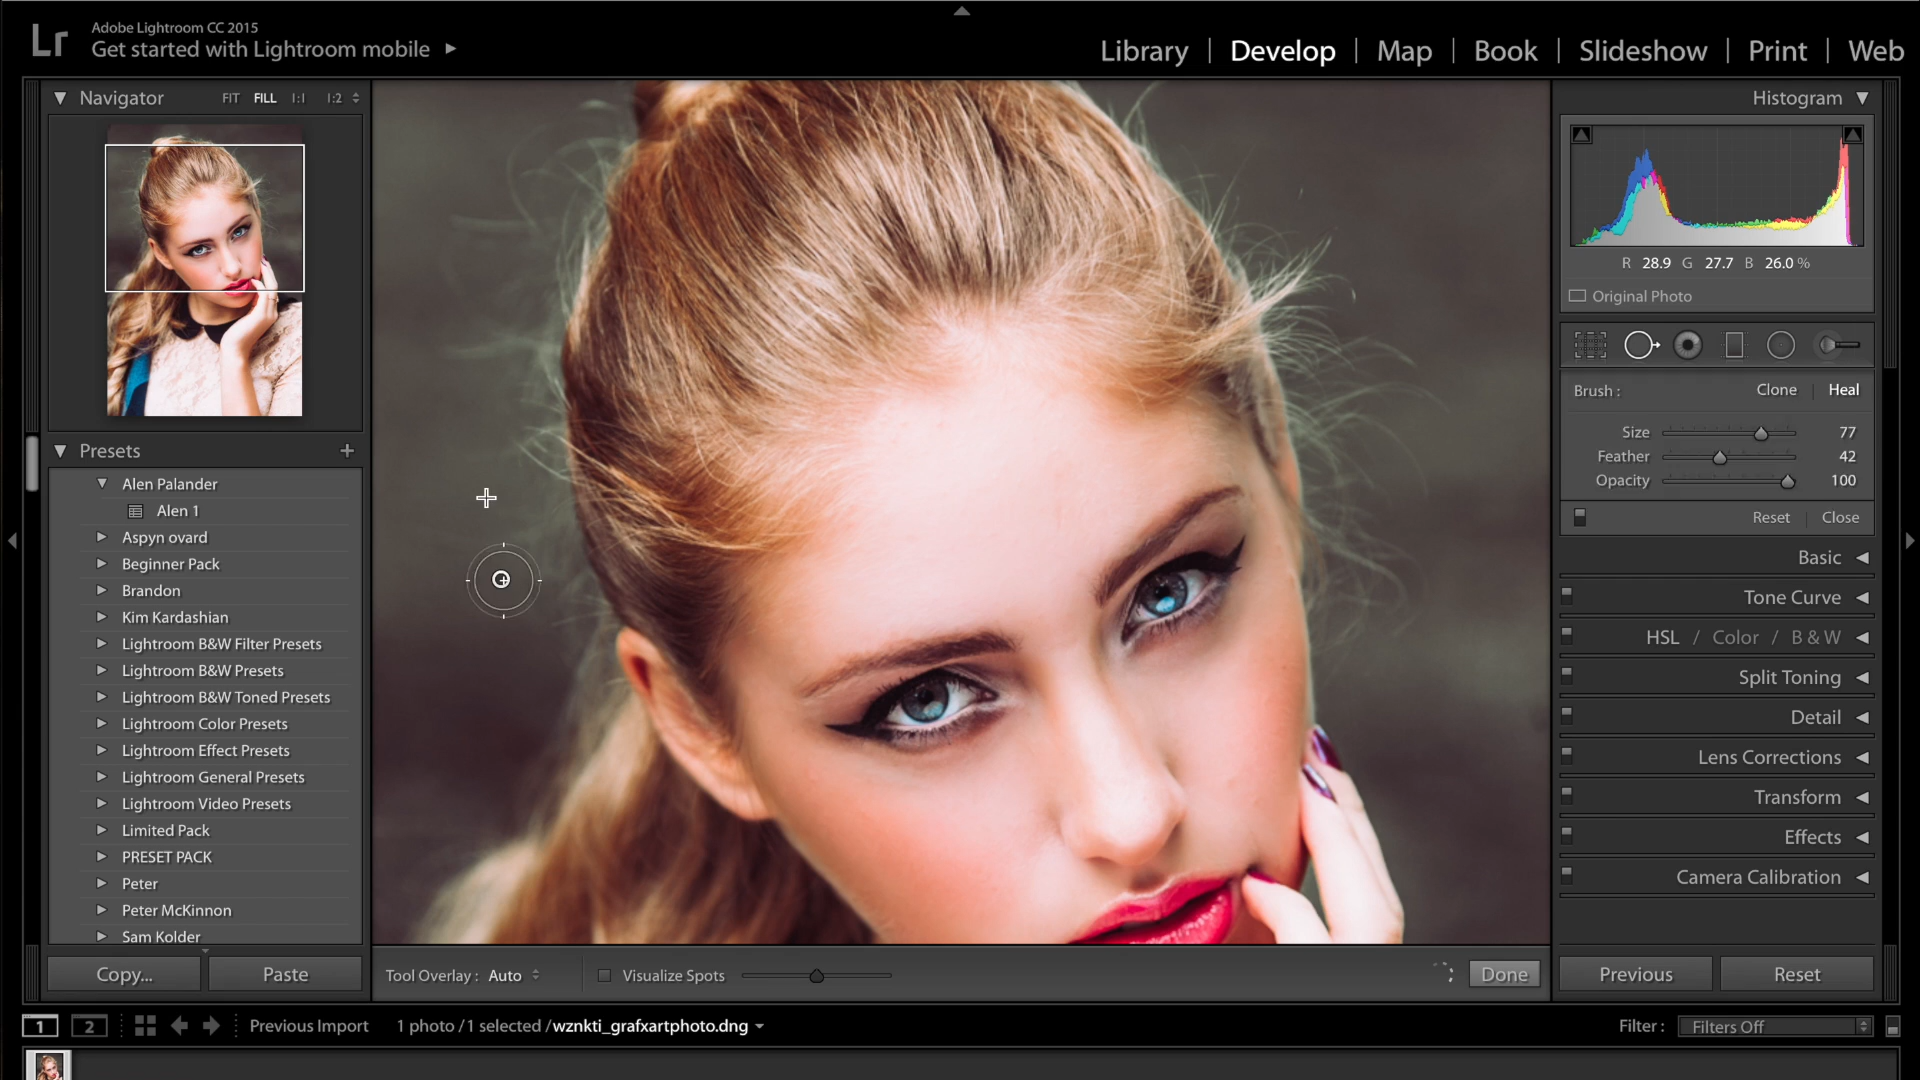 Lr
Adobe Lightroom CC 2015
Get started with Lightroom mobile
Library | Develop | Map | Book | Slideshow | Print | Web
Navigator FIT FILL 1:1 1:2
Presets +
Alen Palander
Alen 1
Aspyn ovard
Beginner Pack
Brandon
Kim Kardashian
Lightroom B&W Filter Presets
Lightroom B&W Presets
Lightroom B&W Toned Presets
Lightroom Color Presets
Lightroom Effect Presets
Lightroom General Presets
Lightroom Video Presets
Limited Pack
PRESET PACK
Peter
Peter McKinnon
Sam Kolder
Copy... Paste
Tool Overlay : Auto Visualize Spots Done
Histogram
R 28.9 G 27.7 B 26.0 %
Original Photo
Brush : Clone | Heal
Size 77
Feather 42
Opacity 100
Reset | Close
Basic
Tone Curve
HSL / Color / B & W
Split Toning
Detail
Lens Corrections
Transform
Effects
Camera Calibration
Previous Reset
1 2 Previous Import 1 photo / 1 selected / wznkti_grafxartphoto.dng Filter : Filters Off